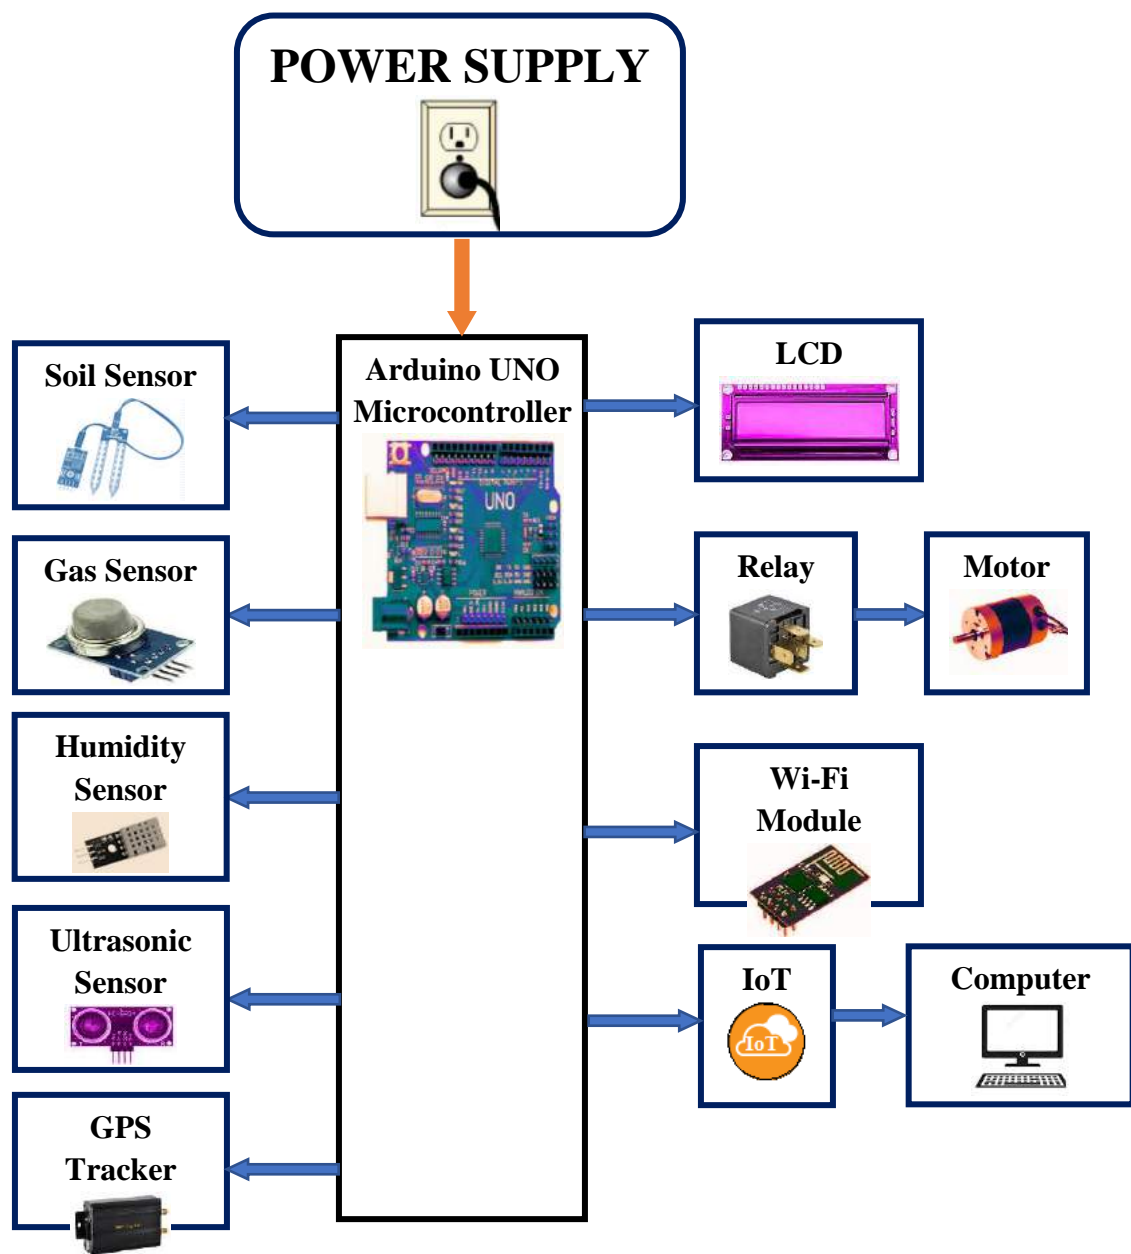 POWER SUPPLY
Soil Sensor
Gas Sensor
Humidity
Sensor
Ultrasonic
Sensor
GPS
Tracker
Arduino UNO
Microcontroller
UNO
LCD
Relay
Motor
Wi-Fi
Module
IoT
IoT
Computer